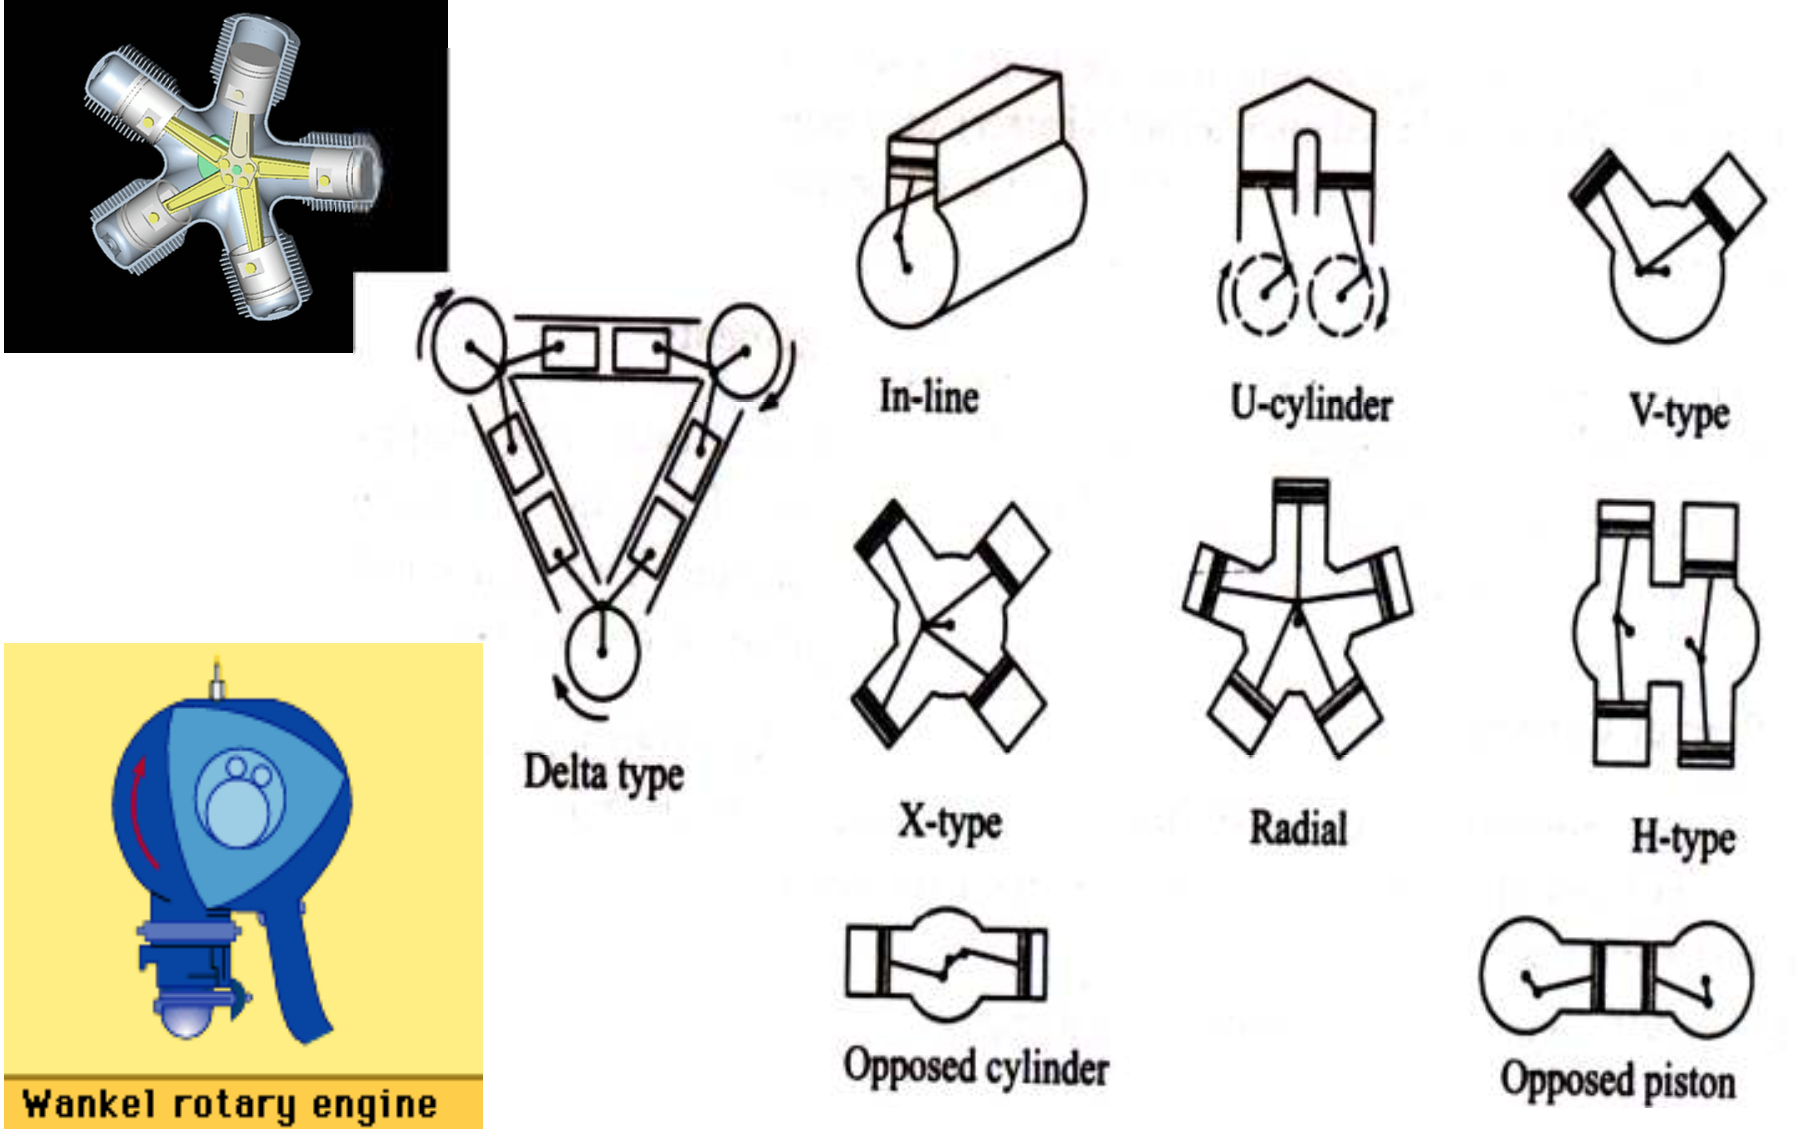 In-line
U-cylinder
V-type
Delta type
X-type
Radial
H-type
Opposed cylinder
Opposed piston
Wankel rotary engine